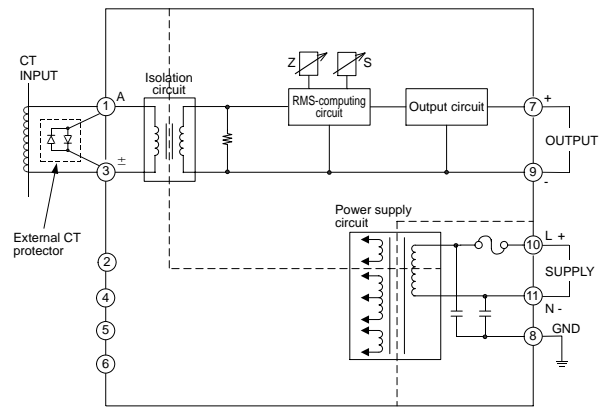 CT
INPUT
1
A
3
±
External CT
protector
2
4
5
6
Isolation
circuit
Z
S
RMS-computing
circuit
Output circuit
7
+
OUTPUT
9
-
Power supply
circuit
L +
10
SUPPLY
11
N -
8
GND